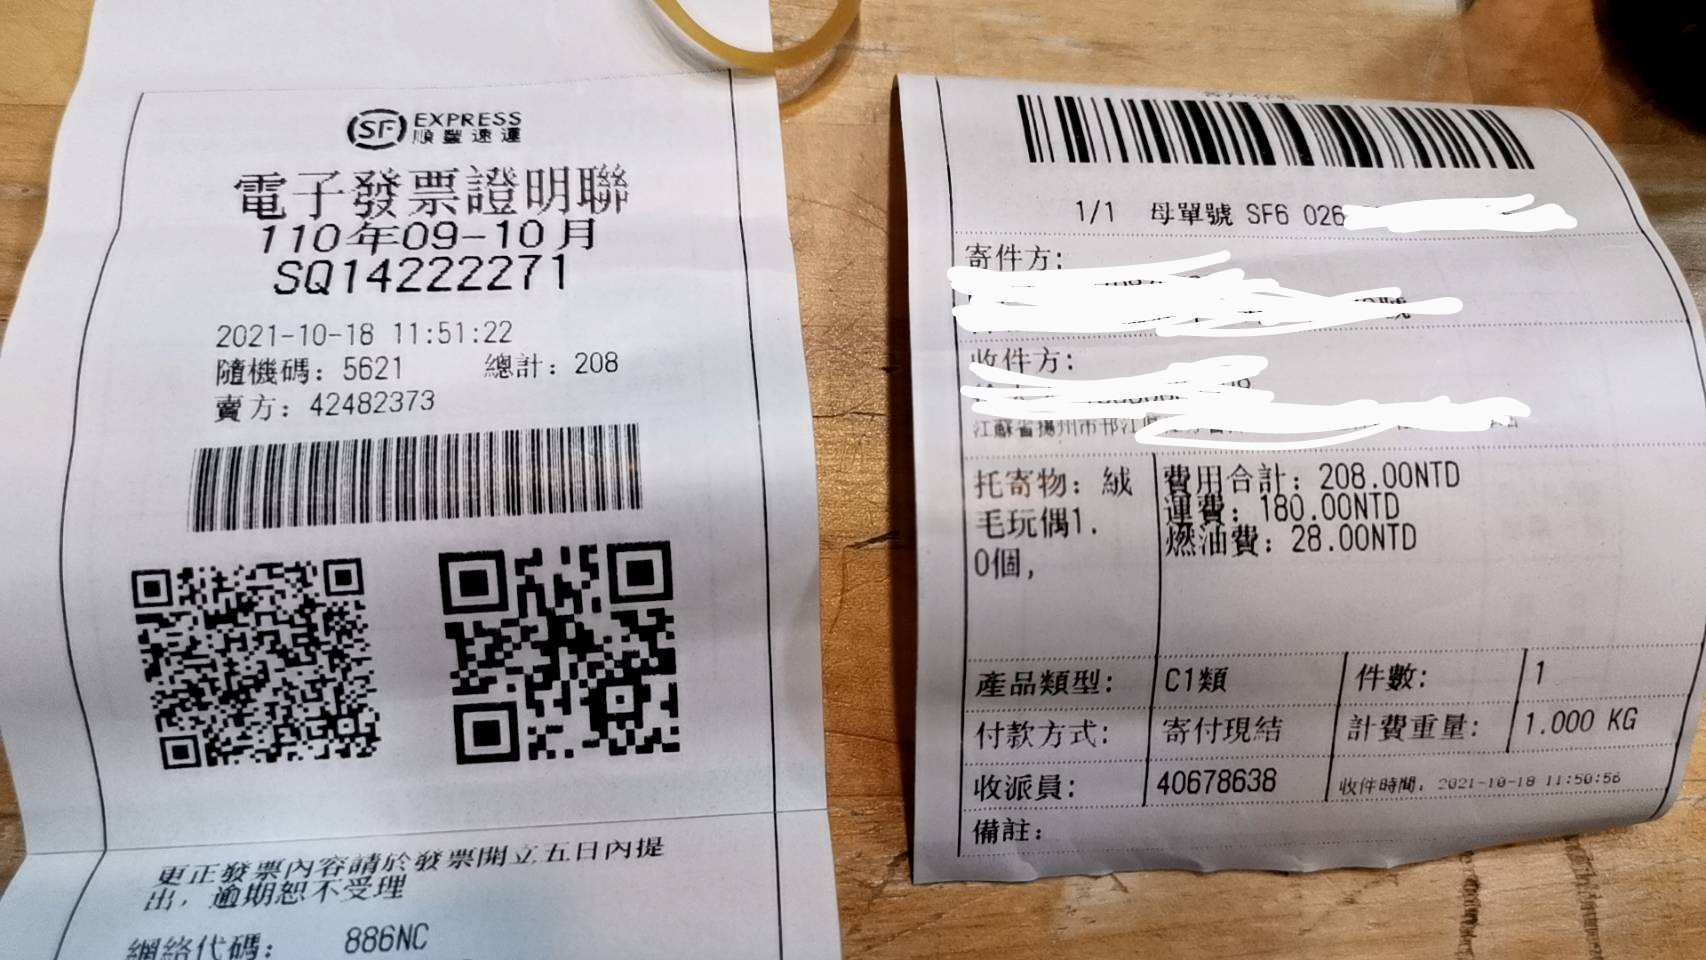 SF EXPRESS
順豐速運
電子發票證明聯
110年09-10月
SQ14222271
2021-10-18 11:51:22
隨機碼: 5621 總計: 208
賣方: 42482373
更正發票內容請於發票開立五日內提
出, 逾期恕不受理
網絡代碼: 886NC
1/1 母單號 SF6 026
寄件方:
收件方:
江蘇省揚州市邗江
托寄物: 絨
毛玩偶1.
0個,
費用合計: 208.00NTD
運費: 180.00NTD
燃油費: 28.00NTD
產品類型: C1類 件數: 1
付款方式: 寄付現結 計費重量: 1.000 KG
收派員: 40678638 收件時間: 2021-10-18 11:50:56
備註: